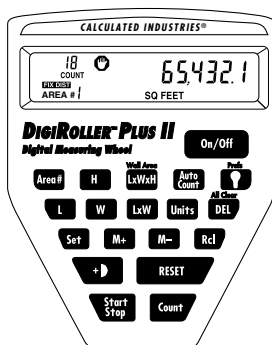 CALCULATED INDUSTRIES®
18 65,432.1
COUNT
FIX DIST
AREA #1 SQ FEET
DIGIROLLER™ PLUS II
Digital Measuring Wheel
On/Off
Wall Area Prefs
Area# H LxWxH Auto Count
All Clear
L W LxW Units DEL
Set M+ M– Rcl
+ RESET
Start Stop Count